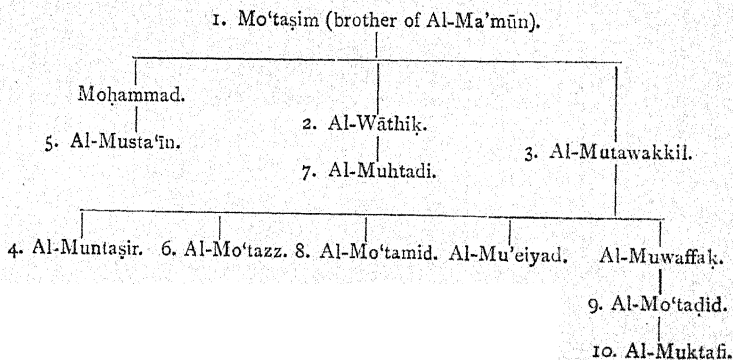 1. Mo‘taṣim (brother of Al-Ma’mūn).
Moḥammad.
2. Al-Wāthiḳ.
5. Al-Musta‘īn.
3. Al-Mutawakkil.
7. Al-Muhtadi.
4. Al-Muntaṣir. 6. Al-Mo‘tazz. 8. Al-Mo‘tamid. Al-Mu’eiyad. Al-Muwaffaḳ.
9. Al-Mo‘taḍid.
10. Al-Muktafi.